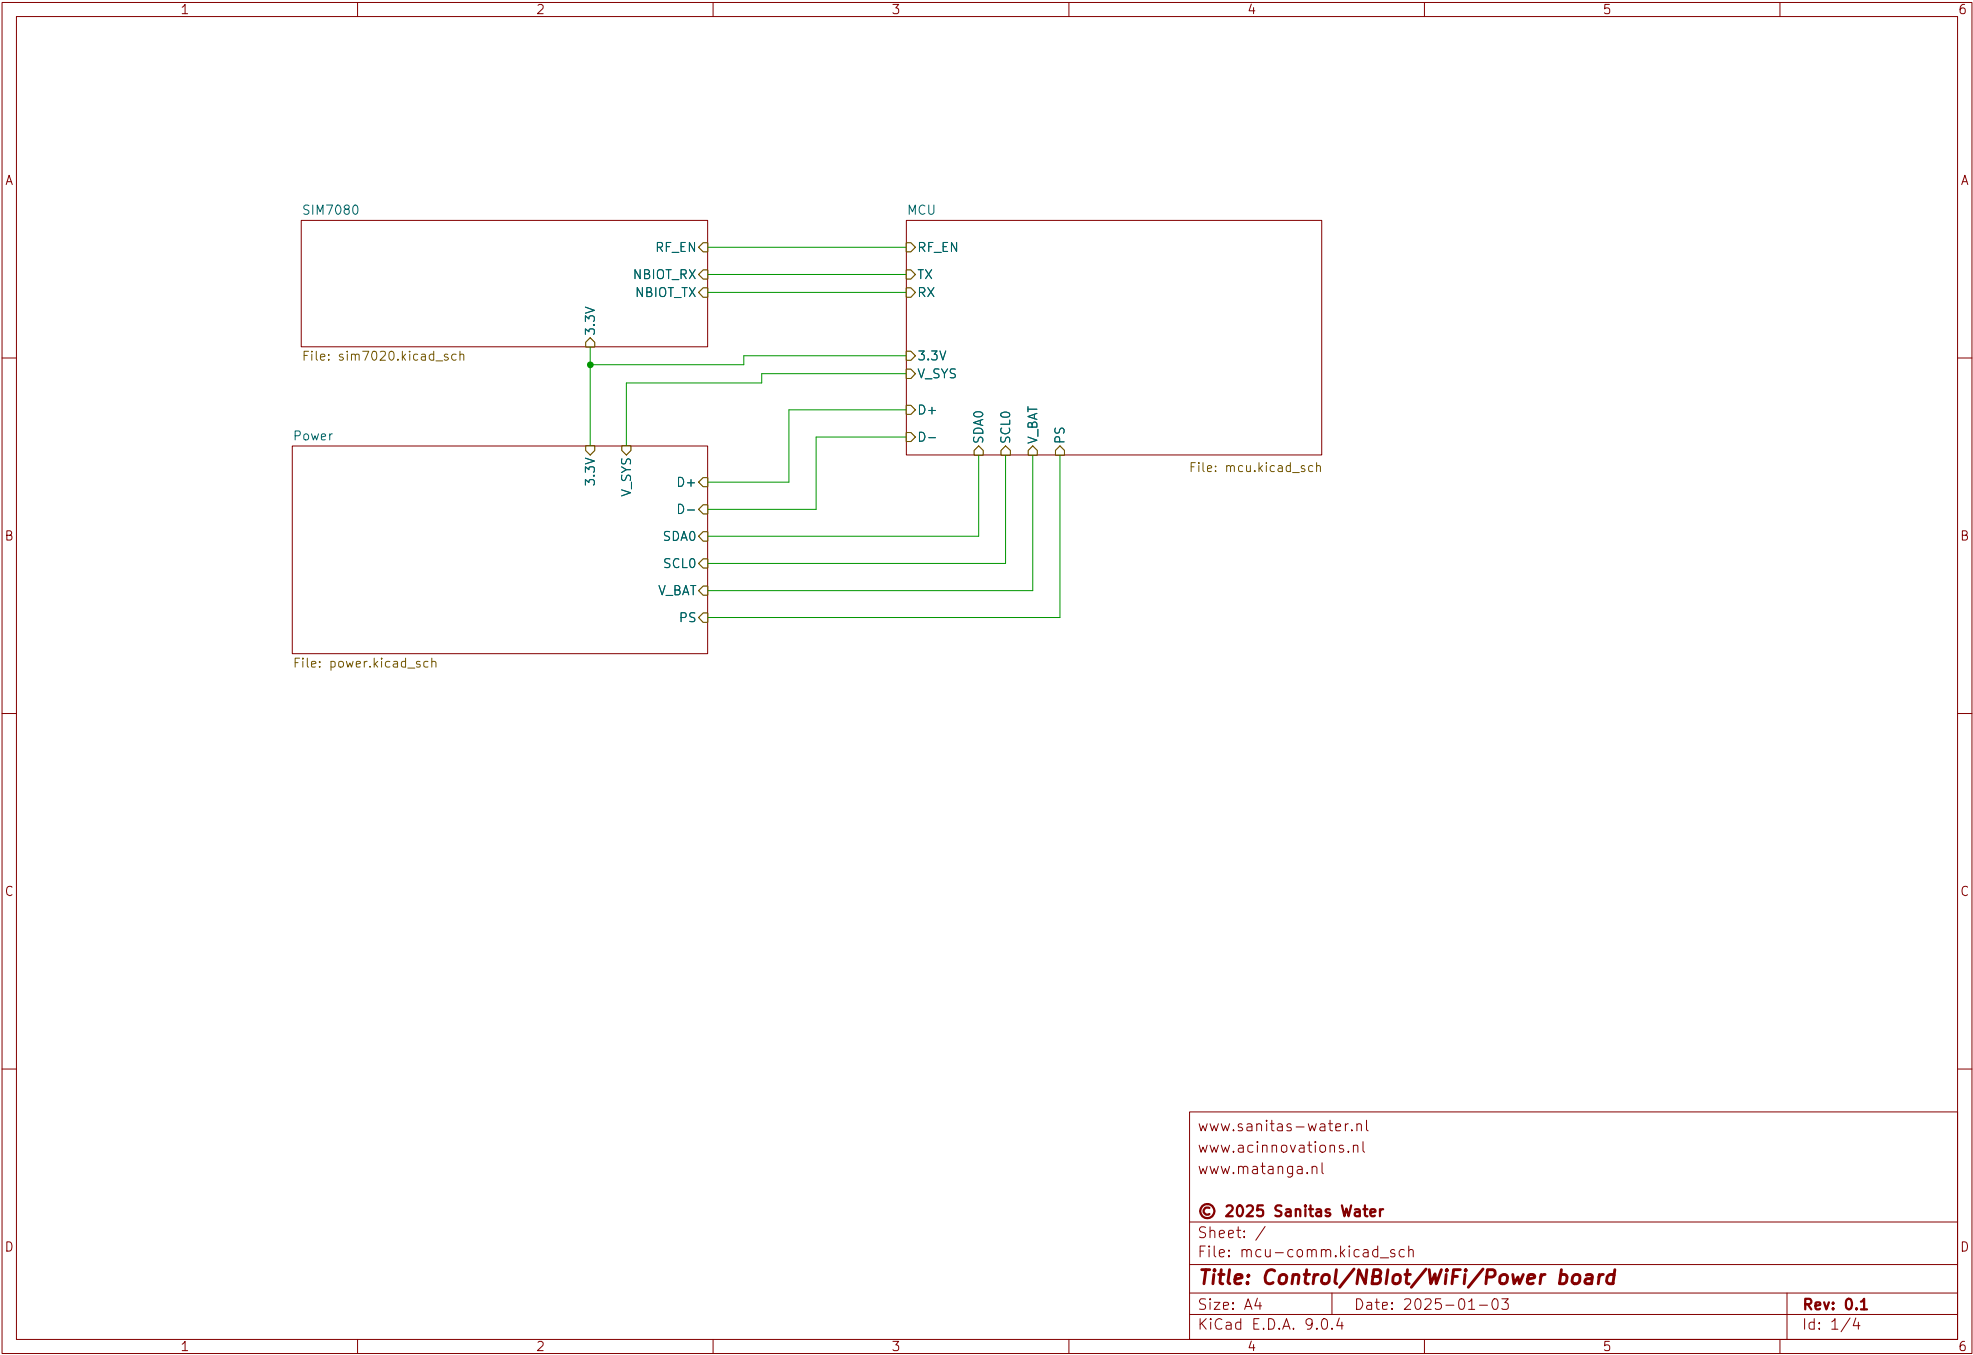 1 2 3 4 5 6
A A
SIM7080
RF_EN
NBIOT_RX
NBIOT_TX
3.3V
File: sim7020.kicad_sch
MCU
RF_EN
TX
RX
3.3V
V_SYS
D+
D-
SDA0
SCL0
V_BAT
PS
File: mcu.kicad_sch
Power
3.3V
V_SYS
D+
D-
SDA0
SCL0
V_BAT
PS
File: power.kicad_sch
B B
C C
D D
www.sanitas-water.nl
www.acinnovations.nl
www.matanga.nl
© 2025 Sanitas Water
Sheet: /
File: mcu-comm.kicad_sch
Title: Control/NBIot/WiFi/Power board
Size: A4 Date: 2025-01-03 Rev: 0.1
KiCad E.D.A. 9.0.4 Id: 1/4
1 2 3 4 5 6